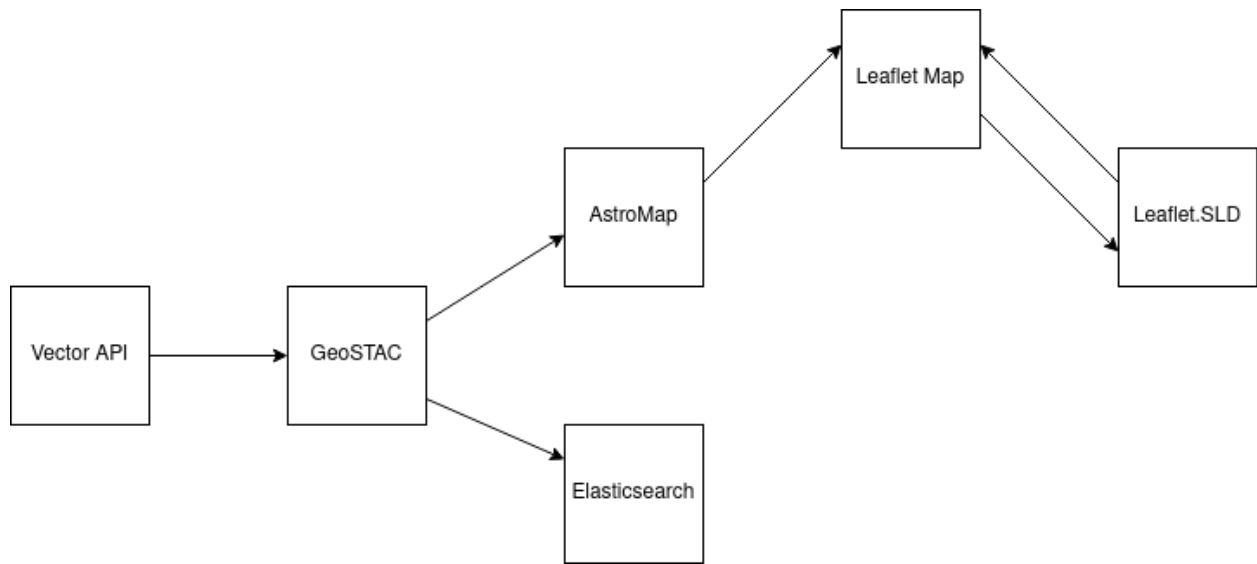 Leaflet Map
AstroMap
Leaflet.SLD
Vector API
GeoSTAC
Elasticsearch